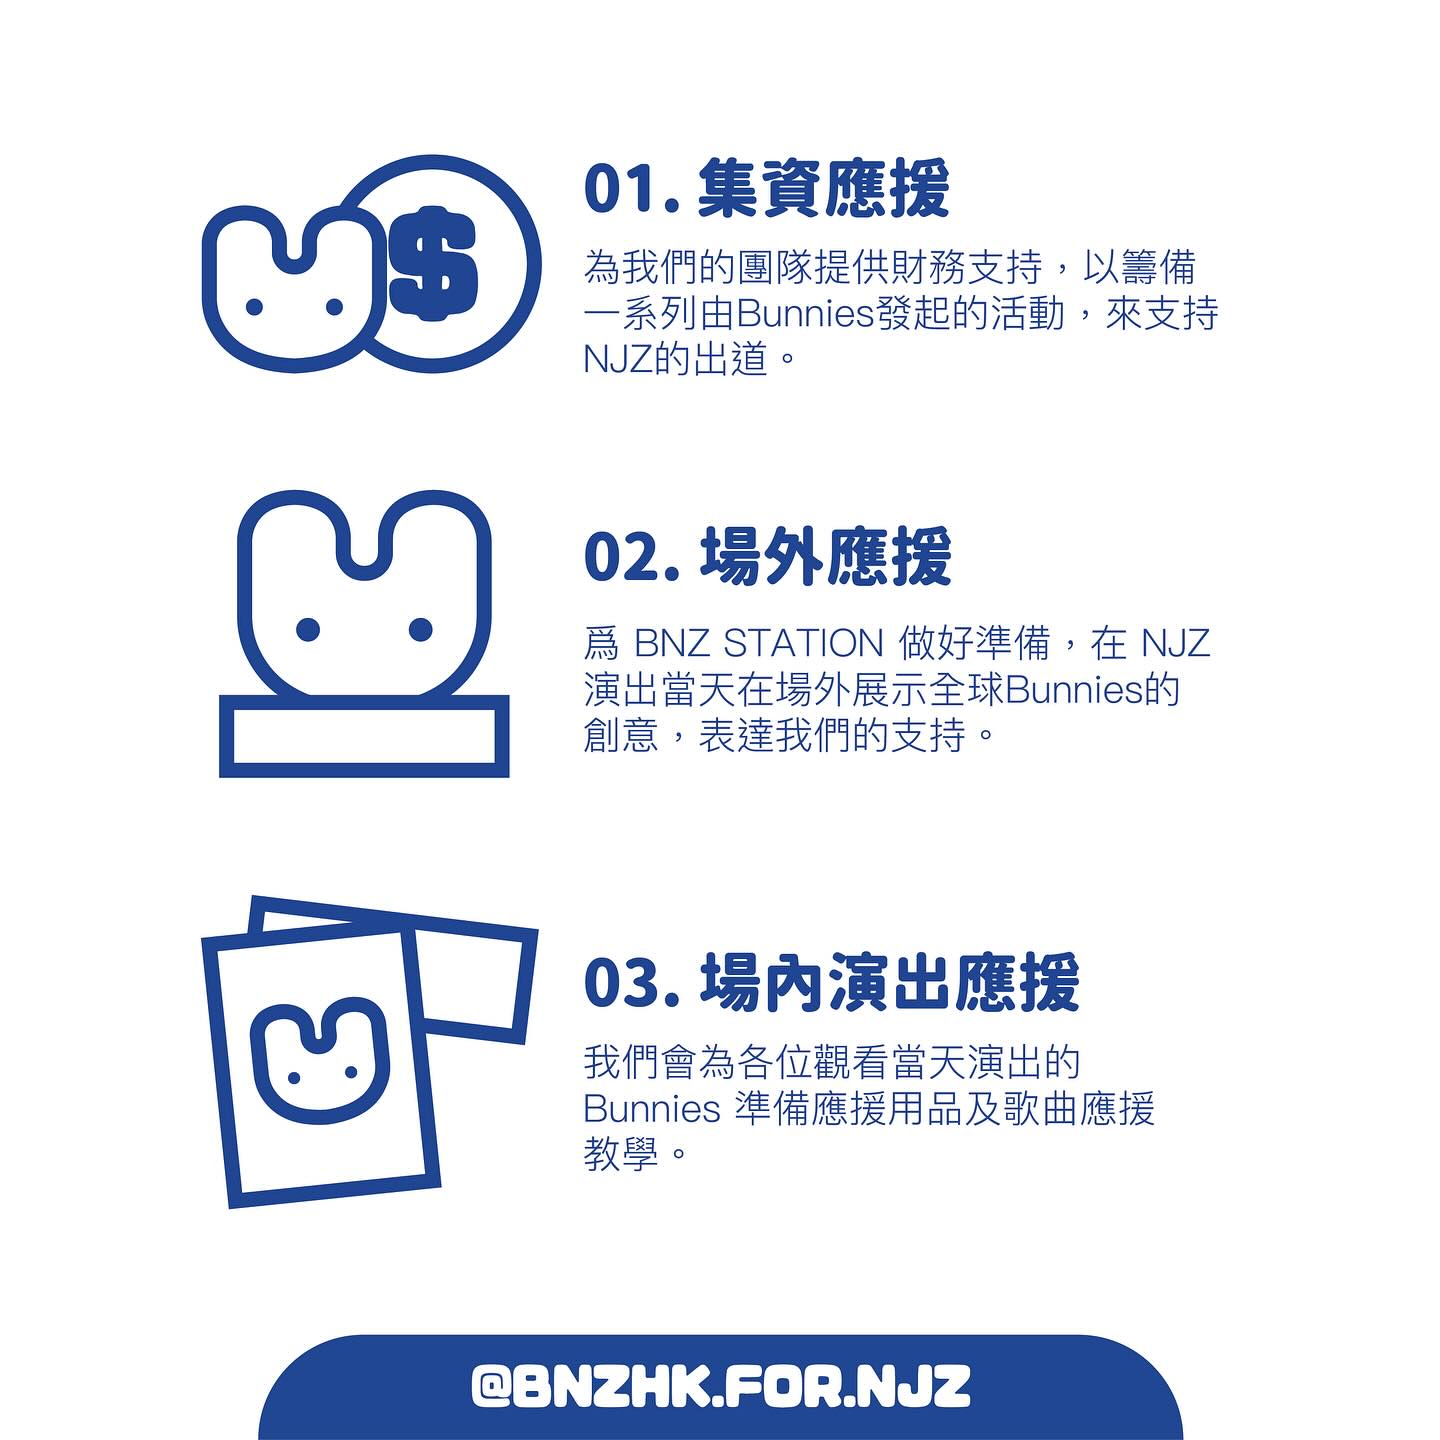 $
01. 集資應援
為我們的團隊提供財務支持，以籌備
一系列由Bunnies發起的活動，來支持
NJZ的出道。
02. 場外應援
爲 BNZ STATION 做好準備，在 NJZ
演出當天在場外展示全球Bunnies的
創意，表達我們的支持。
03. 場內演出應援
我們會為各位觀看當天演出的
Bunnies 準備應援用品及歌曲應援
教學。
@BNZHK.FOR.NJZ